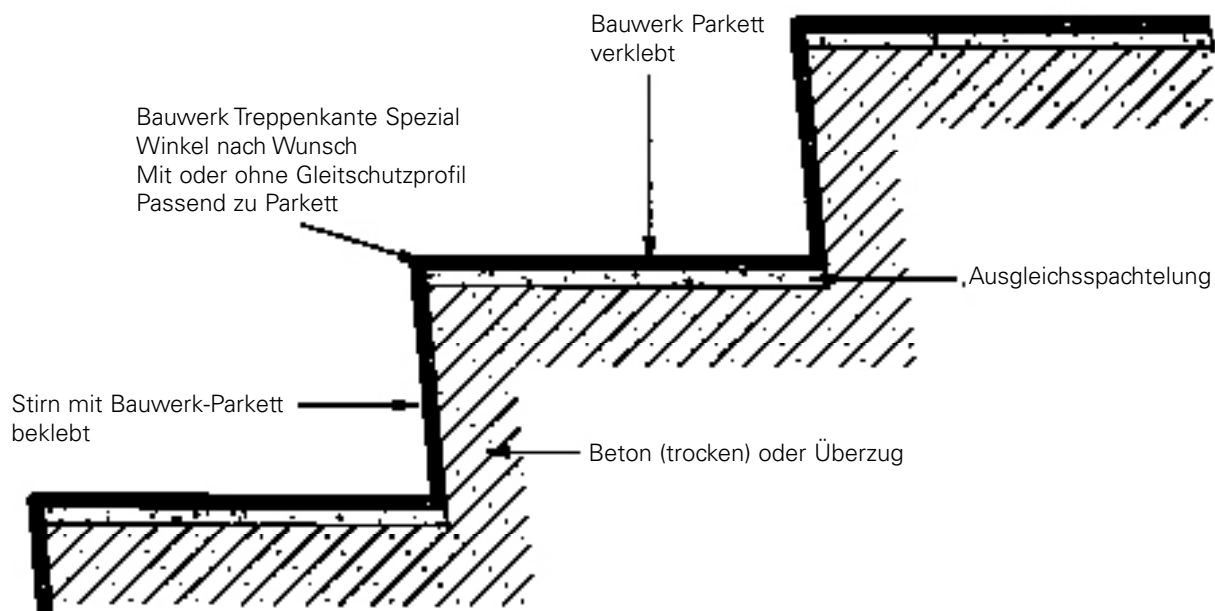 Bauwerk Parkett
verklebt
Bauwerk Treppenkante Spezial
Winkel nach Wunsch
Mit oder ohne Gleitschutzprofil
Passend zu Parkett
Ausgleichsspachtelung
Stirn mit Bauwerk-Parkett
beklebt
Beton (trocken) oder Überzug